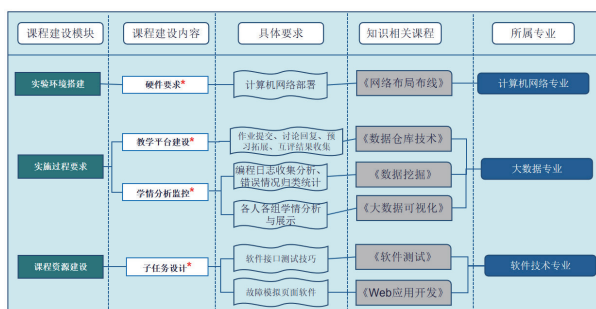 课程建设模块 课程建设内容 具体要求 知识相关课程 所属专业
实验环境搭建 硬件要求* 计算机网络部署 《网络布局布线》 计算机网络专业
教学平台建设* 作业提交、讨论回复、预
习拓展、互评结果收集 《数据仓库技术》
实施过程要求 大数据专业
学情分析监控* 编程日志收集分析、
错误情况归类统计 《数据挖掘》
各人各组学情分析
与展示 《大数据可视化》
课程资源建设 子任务设计* 软件接口测试技巧 《软件测试》 软件技术专业
故障模拟页面软件 《Web应用开发》